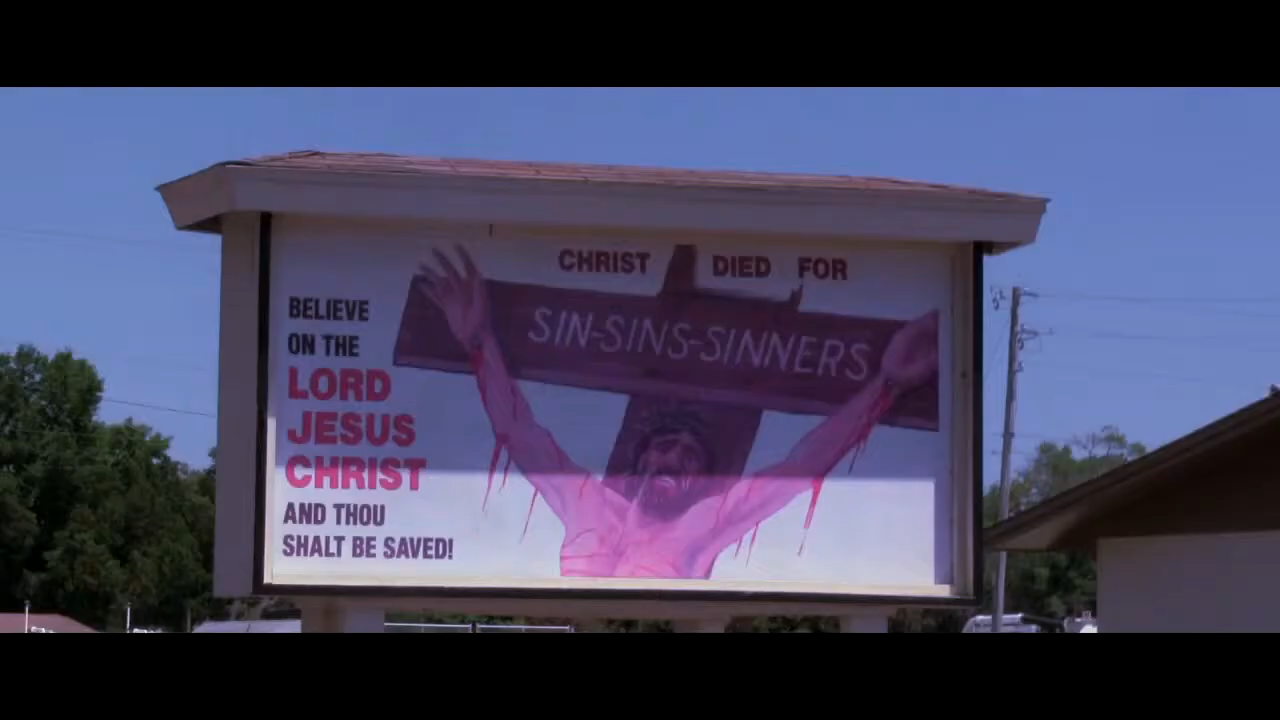 CHRIST DIED FOR
SIN-SINS-SINNERS
BELIEVE
ON THE
LORD
JESUS
CHRIST
AND THOU
SHALT BE SAVED!